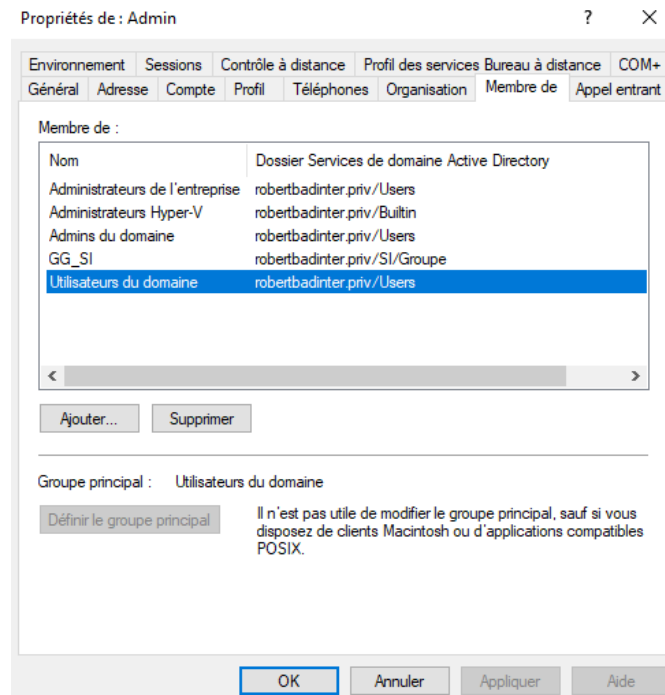 Propriétés de : Admin ? ×
Environnement Sessions Contrôle à distance Profil des services Bureau à distance COM+
Général Adresse Compte Profil Téléphones Organisation Membre de Appel entrant
Membre de :
Nom Dossier Services de domaine Active Directory
Administrateurs de l'entreprise robertbadinter.priv/Users
Administrateurs Hyper-V robertbadinter.priv/Builtin
Admins du domaine robertbadinter.priv/Users
GG_SI robertbadinter.priv/SI/Groupe
Utilisateurs du domaine robertbadinter.priv/Users
Ajouter... Supprimer
Groupe principal : Utilisateurs du domaine
Définir le groupe principal
Il n'est pas utile de modifier le groupe principal, sauf si vous
disposez de clients Macintosh ou d'applications compatibles
POSIX.
OK Annuler Appliquer Aide